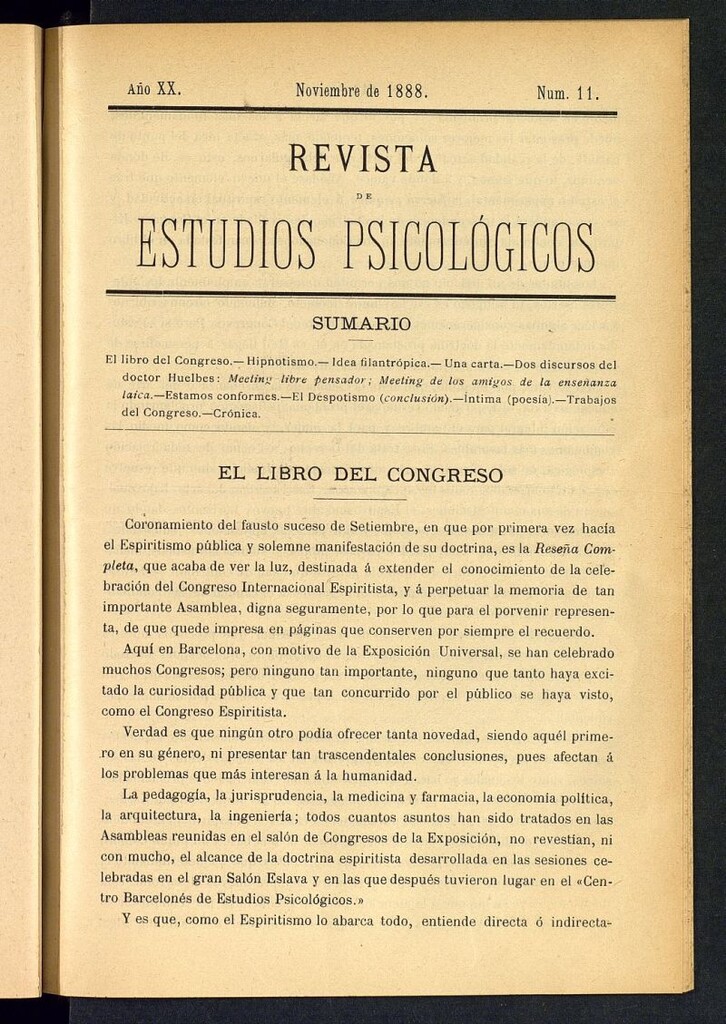 Año XX. Noviembre de 1888. Num. 11.
REVISTA
DE
ESTUDIOS PSICOLÓGICOS
SUMARIO
El libro del Congreso.—Hipnotismo.—Idea filantrópica.—Una carta.—Dos discursos del
doctor Huelbes: Meeting libre pensador; Meeting de los amigos de la enseñanza
laica.—Estamos conformes.—El Despotismo (conclusión).—Íntima (poesía).—Trabajos
del Congreso.—Crónica.
EL LIBRO DEL CONGRESO
Coronamiento del fausto suceso de Setiembre, en que por primera vez hacía
el Espiritismo pública y solemne manifestación de su doctrina, es la Reseña Com-
pleta, que acaba de ver la luz, destinada á extender el conocimiento de la cele-
bración del Congreso Internacional Espiritista, y á perpetuar la memoria de tan
importante Asamblea, digna seguramente, por lo que para el porvenir represen-
ta, de que quede impresa en páginas que conserven por siempre el recuerdo.
Aquí en Barcelona, con motivo de la Exposición Universal, se han celebrado
muchos Congresos; pero ninguno tan importante, ninguno que tanto haya exci-
tado la curiosidad pública y que tan concurrido por el público se haya visto,
como el Congreso Espiritista.
Verdad es que ningún otro podía ofrecer tanta novedad, siendo aquél prime-
ro en su género, ni presentar tan trascendentales conclusiones, pues afectan á
los problemas que más interesan á la humanidad.
La pedagogía, la jurisprudencia, la medicina y farmacia, la economía política,
la arquitectura, la ingeniería; todos cuantos asuntos han sido tratados en las
Asambleas reunidas en el salón de Congresos de la Exposición, no revestian, ni
con mucho, el alcance de la doctrina espiritista desarrollada en las sesiones ce-
lebradas en el gran Salón Eslava y en las que después tuvieron lugar en el «Cen-
tro Barcelonés de Estudios Psicológicos.»
Y es que, como el Espiritismo lo abarca todo, entiende directa ó indirecta-